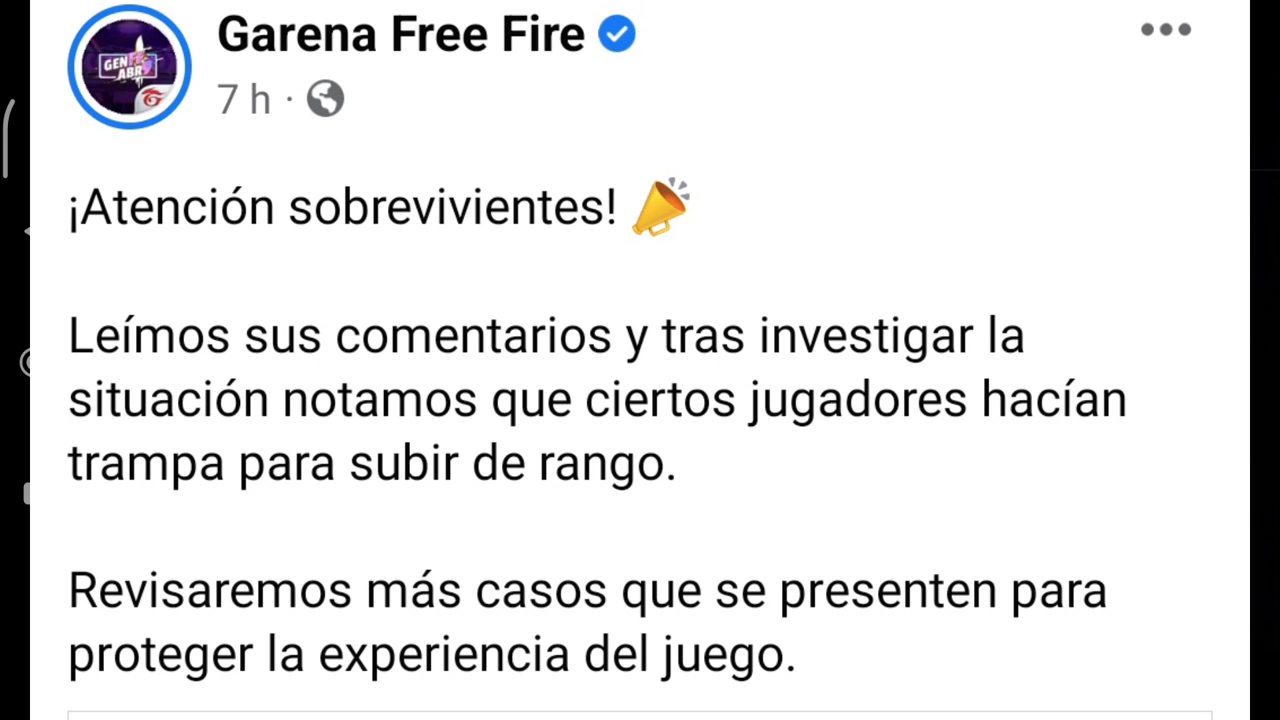 Garena Free Fire
7 h ·
¡Atención sobrevivientes! 📣
Leímos sus comentarios y tras investigar la
situación notamos que ciertos jugadores hacían
trampa para subir de rango.
Revisaremos más casos que se presenten para
proteger la experiencia del juego.